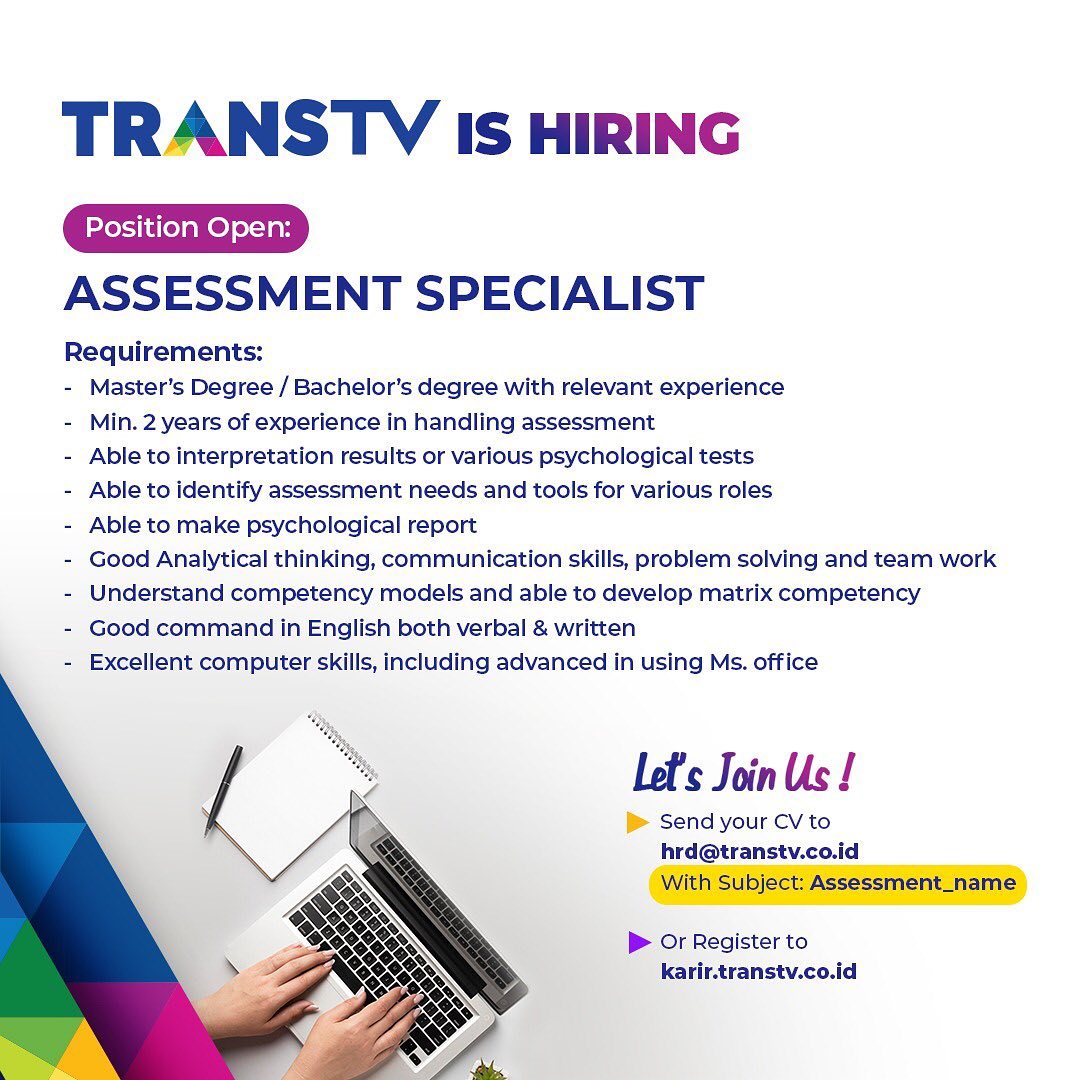 TRANSTV IS HIRING
Position Open:
ASSESSMENT SPECIALIST
Requirements:
- Master's Degree / Bachelor's degree with relevant experience
- Min. 2 years of experience in handling assessment
- Able to interpretation results or various psychological tests
- Able to identify assessment needs and tools for various roles
- Able to make psychological report
- Good Analytical thinking, communication skills, problem solving and team work
- Understand competency models and able to develop matrix competency
- Good command in English both verbal & written
- Excellent computer skills, including advanced in using Ms. office
Let's Join Us !
Send your CV to
hrd@transtv.co.id
With Subject: Assessment_name
Or Register to
karir.transtv.co.id